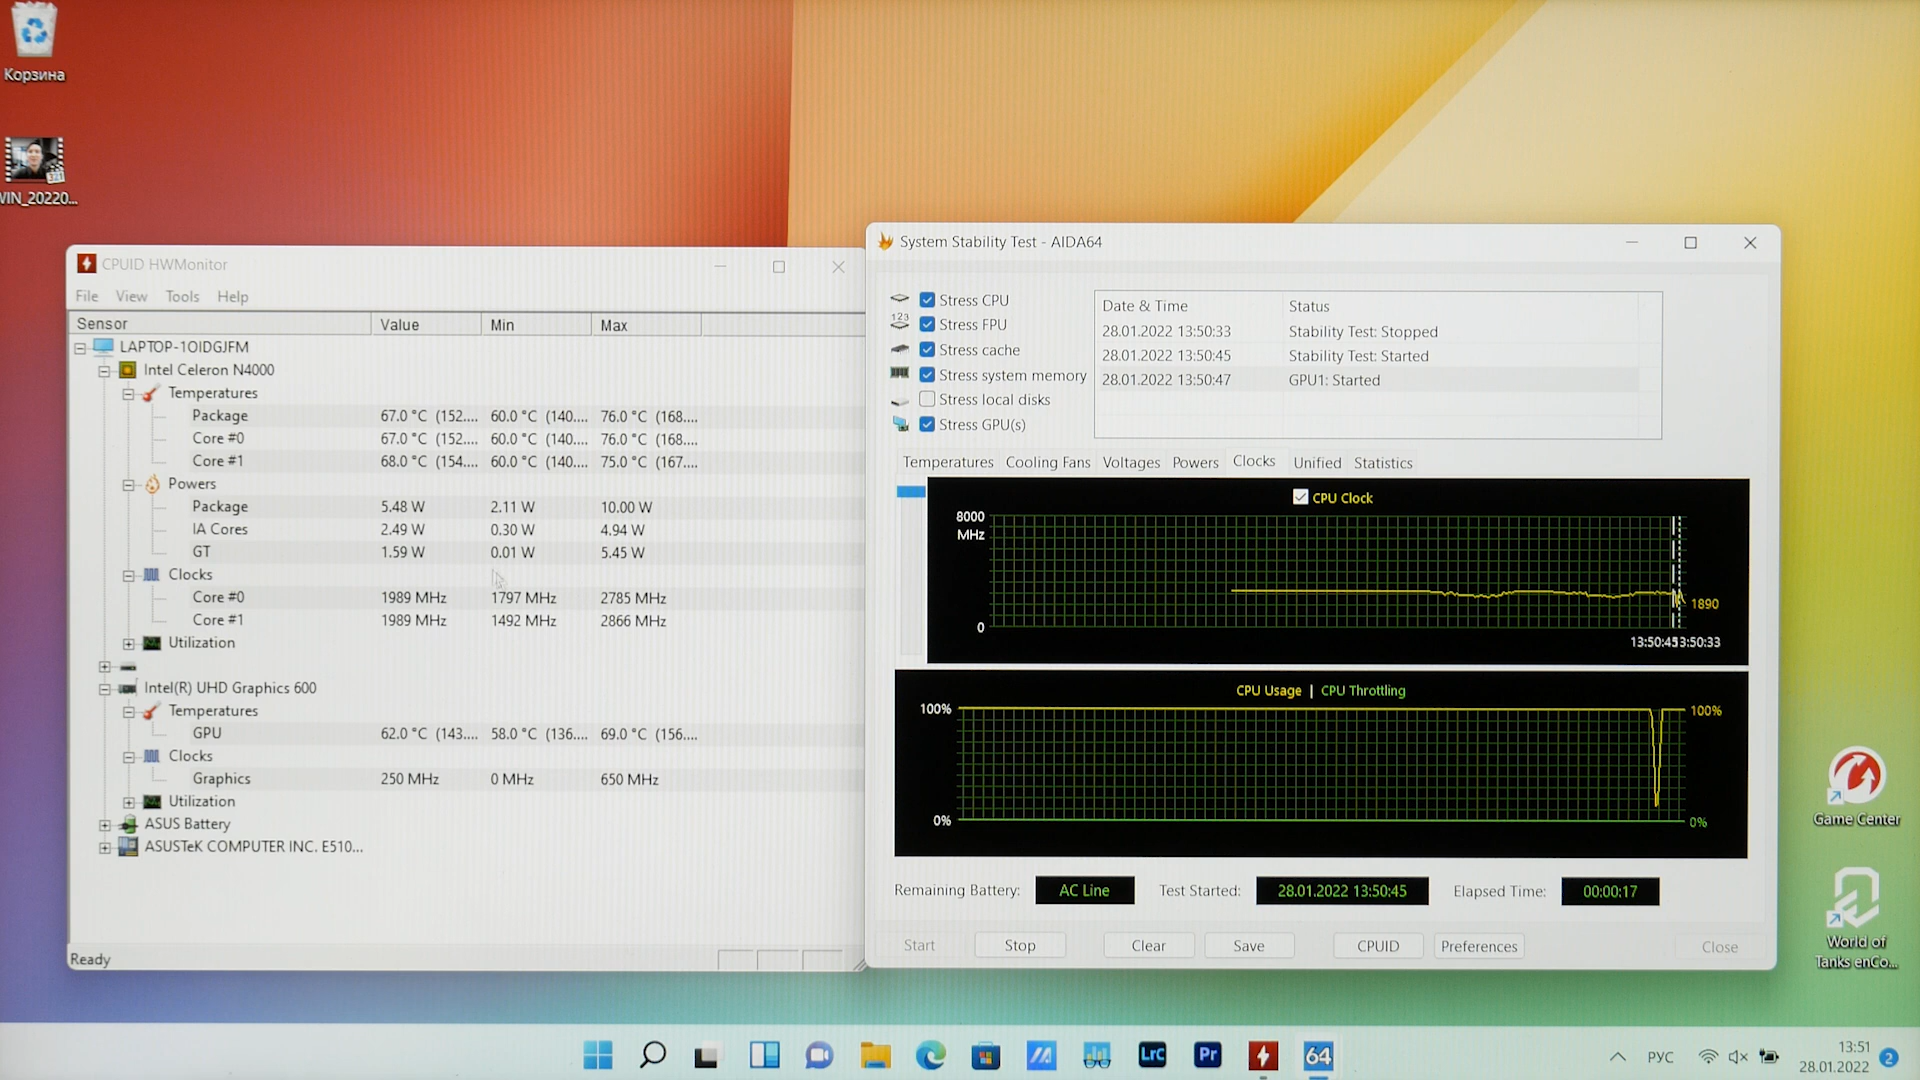 Корзина
WIN_20220...
CPUID HWMonitor
File View Tools Help
Sensor Value Min Max
LAPTOP-1OIDGJFM
Intel Celeron N4000
Temperatures
Package 67.0 °C (152.... 60.0 °C (140.... 76.0 °C (168....
Core #0 67.0 °C (152.... 60.0 °C (140.... 76.0 °C (168....
Core #1 68.0 °C (154.... 60.0 °C (140.... 75.0 °C (167....
Powers
Package 5.48 W 2.11 W 10.00 W
IA Cores 2.49 W 0.30 W 4.94 W
GT 1.59 W 0.01 W 5.45 W
Clocks
Core #0 1989 MHz 1797 MHz 2785 MHz
Core #1 1989 MHz 1492 MHz 2866 MHz
Utilization
Intel(R) UHD Graphics 600
Temperatures
GPU 62.0 °C (143.... 58.0 °C (136.... 69.0 °C (156....
Clocks
Graphics 250 MHz 0 MHz 650 MHz
Utilization
ASUS Battery
ASUSTeK COMPUTER INC. E510...
Ready
System Stability Test - AIDA64
Stress CPU
123
Stress FPU
Stress cache
Stress system memory
Stress local disks
Stress GPU(s)
Date & Time Status
28.01.2022 13:50:33 Stability Test: Stopped
28.01.2022 13:50:45 Stability Test: Started
28.01.2022 13:50:47 GPU1: Started
Temperatures Cooling Fans Voltages Powers Clocks Unified Statistics
CPU Clock
8000
MHz
1890
0
13:50:45 13:50:33
CPU Usage | CPU Throttling
100% 100%
0% 0%
Remaining Battery: AC Line Test Started: 28.01.2022 13:50:45 Elapsed Time: 00:00:17
Start Stop Clear Save CPUID Preferences Close
Game Center
World of
Tanks enCo...
LrC Pr 64
РУС
13:51
28.01.2022
2